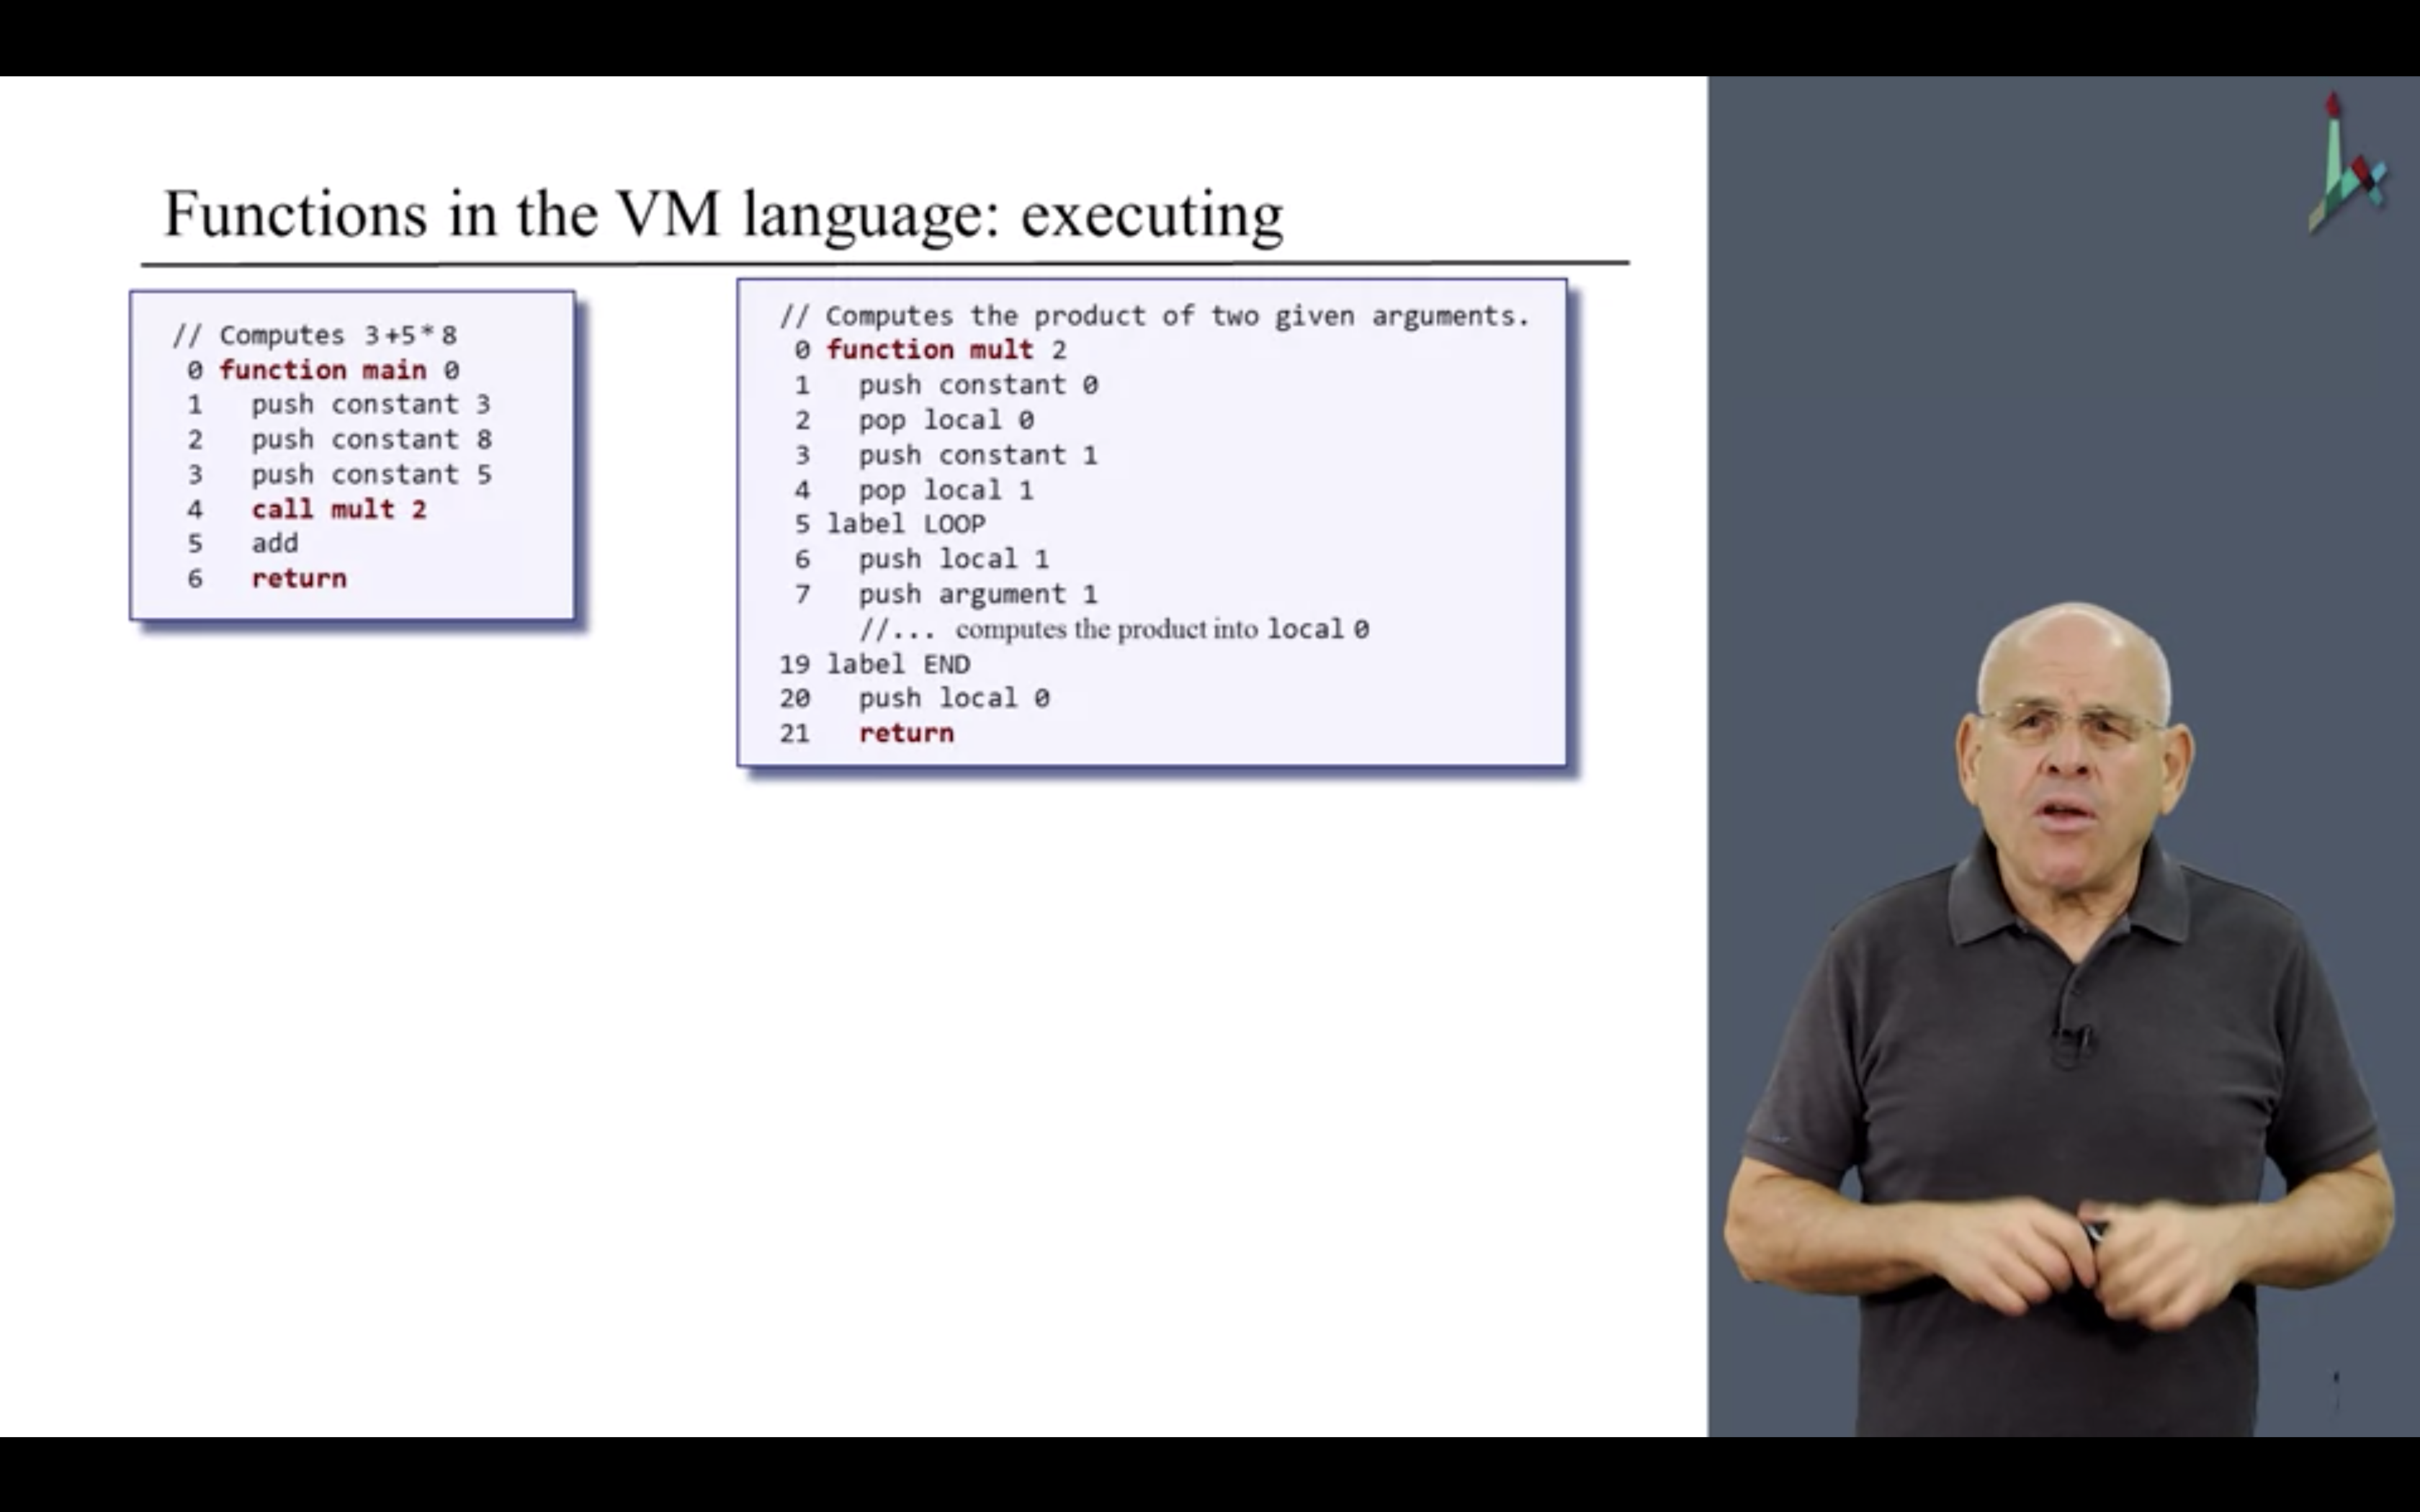 Functions in the VM language: executing
// Computes 3+5*8
0 function main 0
1 push constant 3
2 push constant 8
3 push constant 5
4 call mult 2
5 add
6 return
// Computes the product of two given arguments.
0 function mult 2
1 push constant 0
2 pop local 0
3 push constant 1
4 pop local 1
5 label LOOP
6 push local 1
7 push argument 1
//... computes the product into local 0
19 label END
20 push local 0
21 return